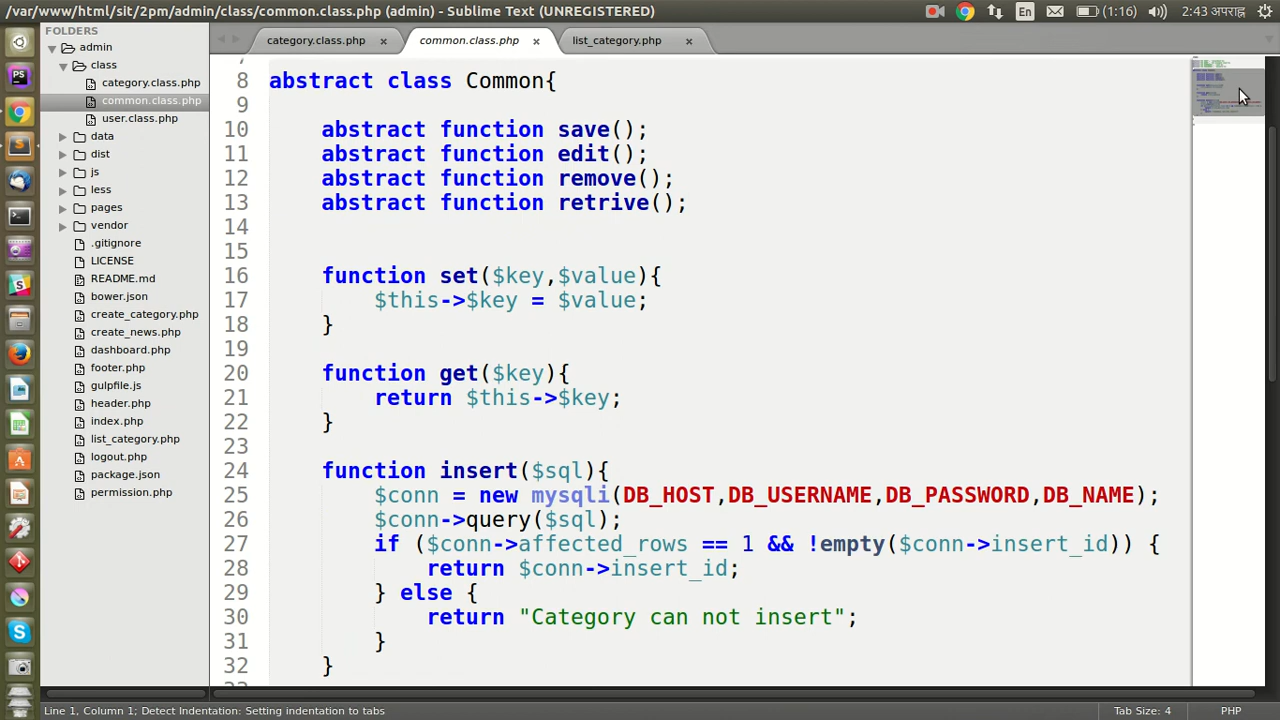 /var/www/html/sit/2pm/admin/class/common.class.php (admin) - Sublime Text (UNREGISTERED)
En
(1:16)
2:43 अपराह्न
FOLDERS
admin
class
category.class.php
common.class.php
user.class.php
data
dist
js
less
pages
vendor
.gitignore
LICENSE
README.md
bower.json
create_category.php
create_news.php
dashboard.php
footer.php
gulpfile.js
header.php
index.php
list_category.php
logout.php
package.json
permission.php
category.class.php
common.class.php
list_category.php
8 abstract class Common{
9
10 abstract function save();
11 abstract function edit();
12 abstract function remove();
13 abstract function retrive();
14
15
16 function set($key,$value){
17 $this->$key = $value;
18 }
19
20 function get($key){
21 return $this->$key;
22 }
23
24 function insert($sql){
25 $conn = new mysqli(DB_HOST,DB_USERNAME,DB_PASSWORD,DB_NAME);
26 $conn->query($sql);
27 if ($conn->affected_rows == 1 && !empty($conn->insert_id)) {
28 return $conn->insert_id;
29 } else {
30 return "Category can not insert";
31 }
32 }
Line 1, Column 1; Detect Indentation: Setting indentation to tabs
Tab Size: 4
PHP